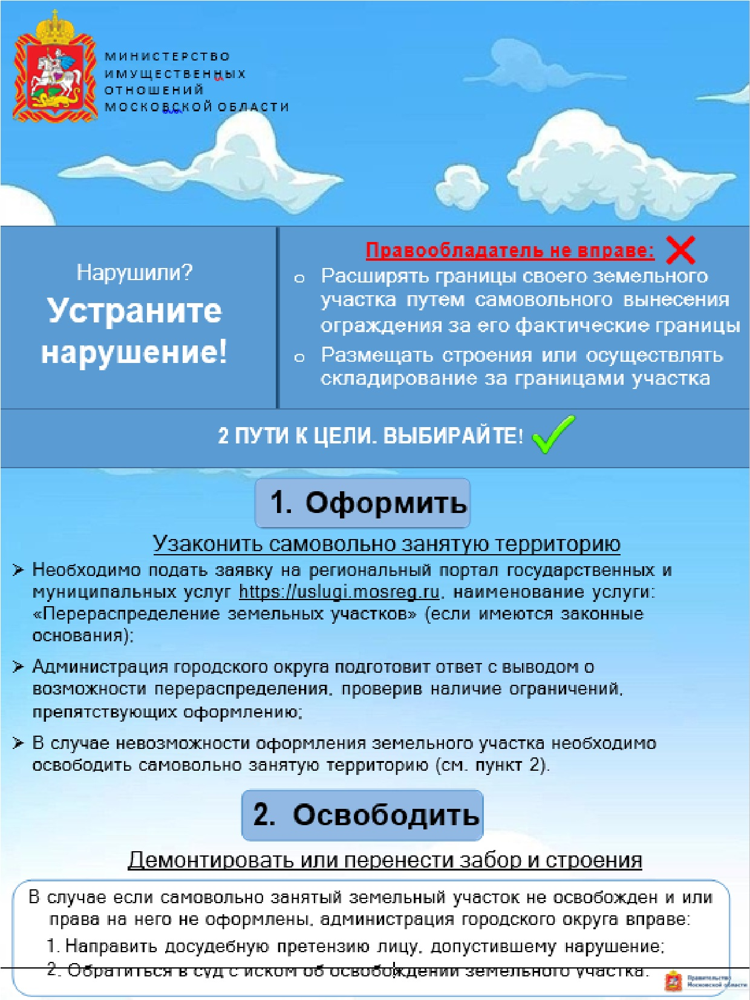 МИНИСТЕРСТВО
ИМУЩЕСТВЕННЫХ
ОТНОШЕНИЙ
МОСКОВСКОЙ ОБЛАСТИ
Нарушили?
Устраните
нарушение!
Правообладатель не вправе:
o Расширять границы своего земельного
участка путем самовольного вынесения
ограждения за его фактические границы
o Размещать строения или осуществлять
складирование за границами участка
2 ПУТИ К ЦЕЛИ. ВЫБИРАЙТЕ!
1. Оформить
Узаконить самовольно занятую территорию
➢ Необходимо подать заявку на региональный портал государственных и
муниципальных услуг https://uslugi.mosreg.ru, наименование услуги:
«Перераспределение земельных участков» (если имеются законные
основания);
➢ Администрация городского округа подготовит ответ с выводом о
возможности перераспределения, проверив наличие ограничений,
препятствующих оформлению;
➢ В случае невозможности оформления земельного участка необходимо
освободить самовольно занятую территорию (см. пункт 2).
2. Освободить
Демонтировать или перенести забор и строения
В случае если самовольно занятый земельный участок не освобожден и или
права на него не оформлены, администрация городского округа вправе:
1. Направить досудебную претензию лицу, допустившему нарушение;
2. Обратиться в суд с иском об освобождении земельного участка.
Правительство
Московской области